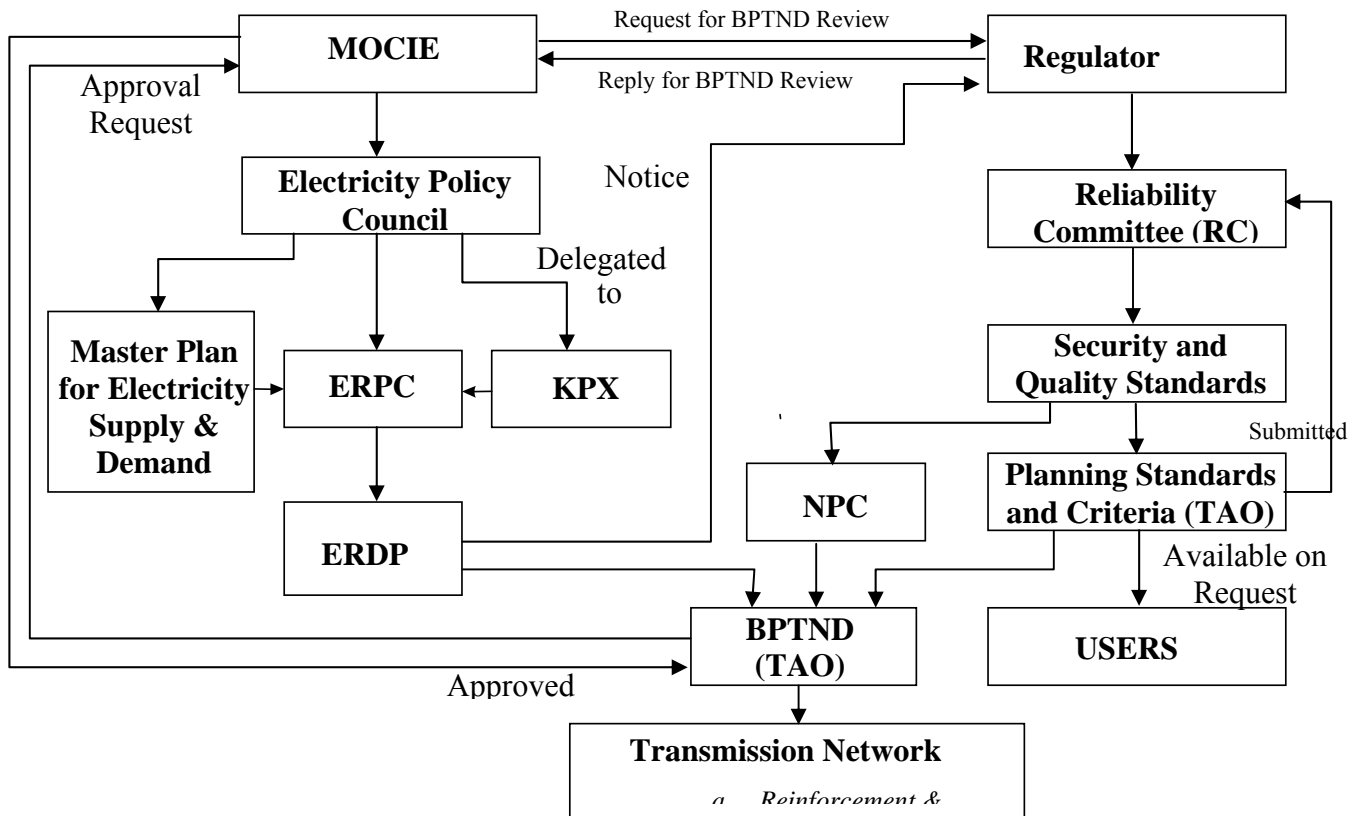 Request for BPTND Review
MOCIE
Regulator
Reply for BPTND Review
Approval
Request
Electricity Policy
Council
Notice
Reliability
Committee (RC)
Delegated
to
Master Plan
for Electricity
Supply &
Demand
ERPC
KPX
Security and
Quality Standards
Submitted
NPC
Planning Standards
and Criteria (TAO)
ERDP
Available on
Request
BPTND
(TAO)
USERS
Approved
Transmission Network
a Reinforcement &